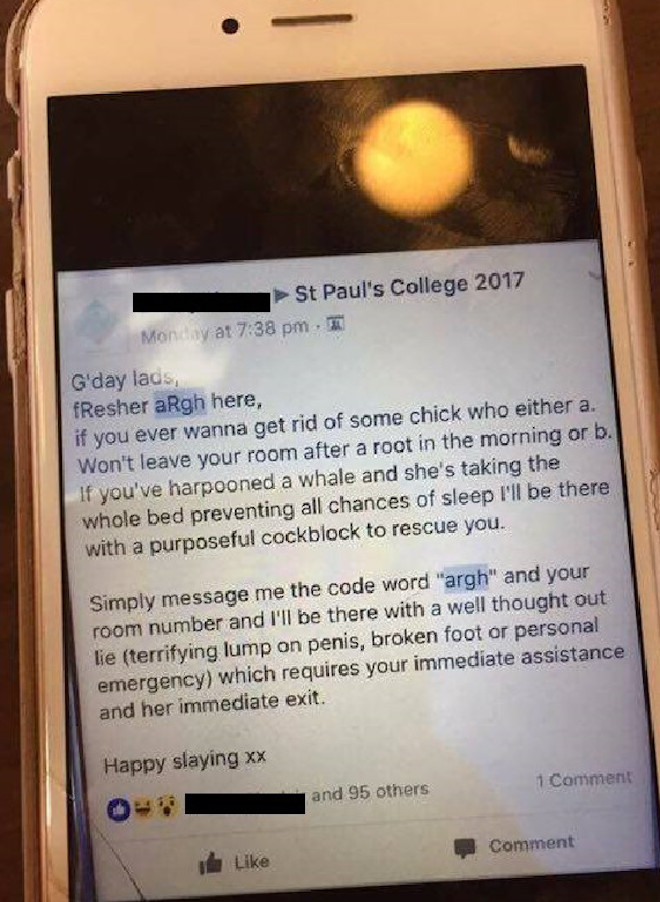 St Paul's College 2017
Monday at 7:38 pm ·
G'day lads,
fResher aRgh here,
if you ever wanna get rid of some chick who either a.
Won't leave your room after a root in the morning or b.
If you've harpooned a whale and she's taking the
whole bed preventing all chances of sleep I'll be there
with a purposeful cockblock to rescue you.
Simply message me the code word "argh" and your
room number and I'll be there with a well thought out
lie (terrifying lump on penis, broken foot or personal
emergency) which requires your immediate assistance
and her immediate exit.
Happy slaying xx
and 95 others
1 Comment
Like
Comment